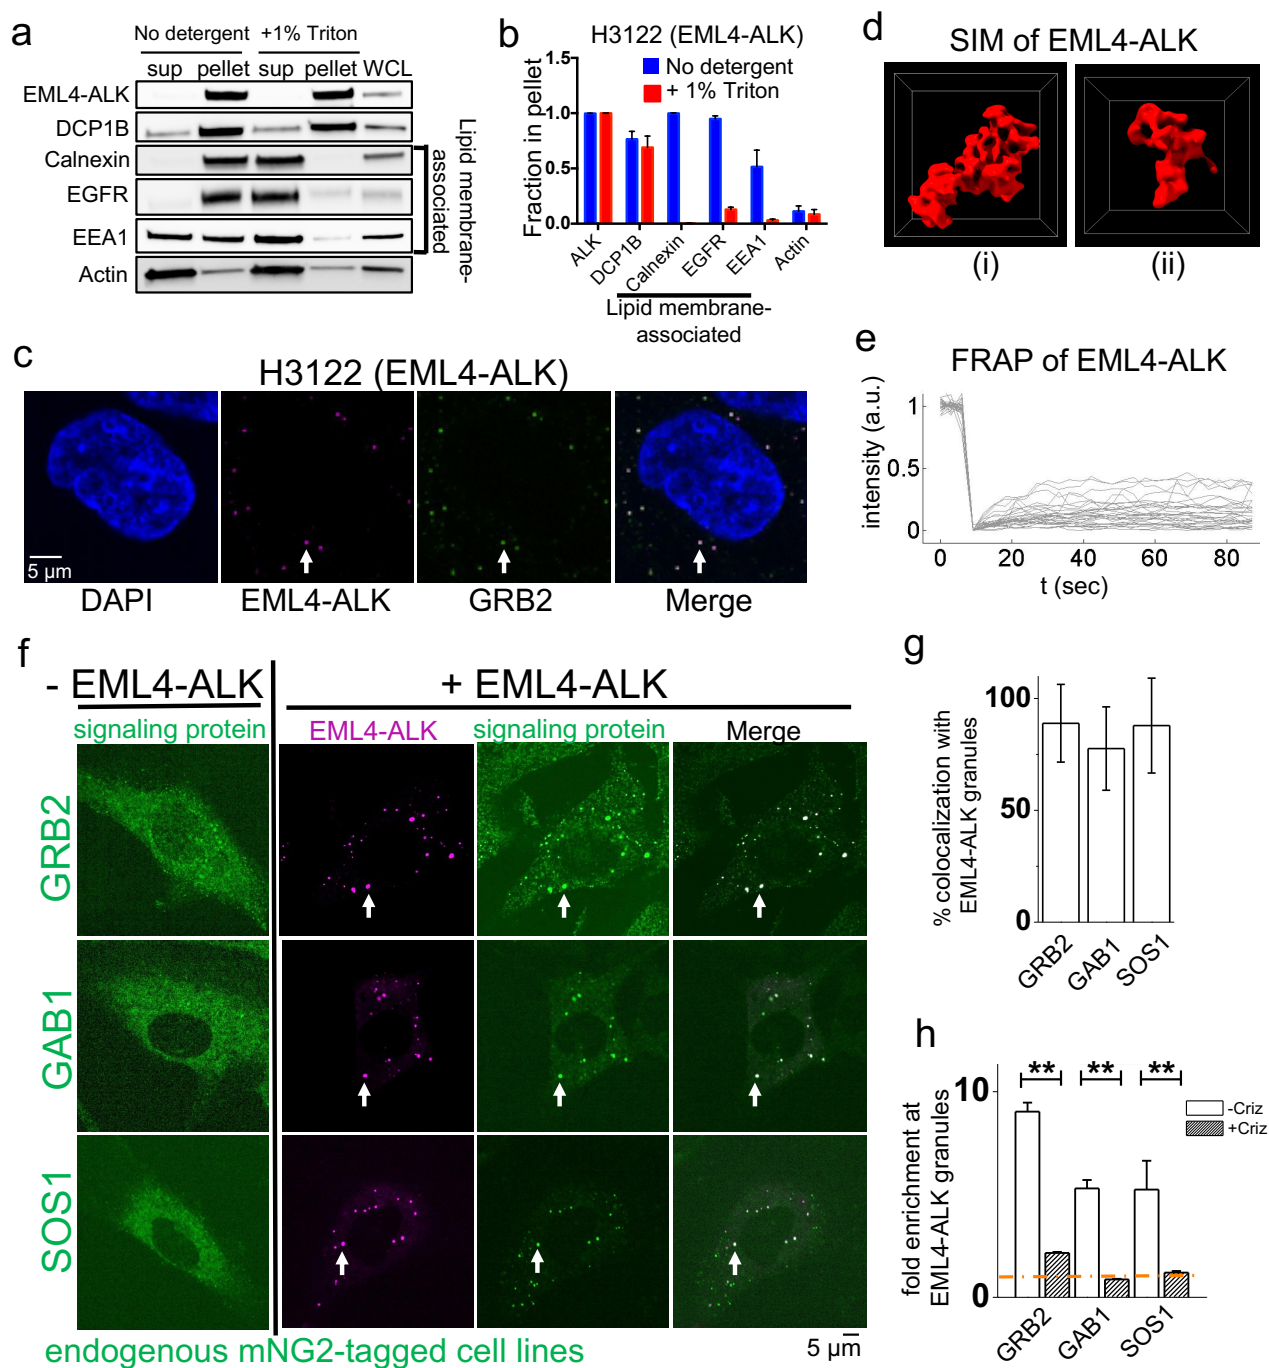 a
No detergent +1% Triton
sup pellet sup pellet WCL
EML4-ALK
DCP1B
Calnexin
EGFR
EEA1
Actin
Lipid membrane-
associated
b
H3122 (EML4-ALK)
No detergent
+ 1% Triton
Fraction in pellet
1.5
1.0
0.5
0.0
ALK
DCP1B
Calnexin
EGFR
EEA1
Actin
Lipid membrane-
associated
d
SIM of EML4-ALK
(i)
(ii)
c
H3122 (EML4-ALK)
5 µm
DAPI
EML4-ALK
GRB2
Merge
e
FRAP of EML4-ALK
intensity (a.u.)
1
0.5
0
0 20 40 60 80
t (sec)
f
- EML4-ALK
+ EML4-ALK
signaling protein
EML4-ALK
signaling protein
Merge
GRB2
GAB1
SOS1
endogenous mNG2-tagged cell lines
5 µm
g
% colocalization with
EML4-ALK granules
100
50
0
GRB2
GAB1
SOS1
h
fold enrichment at
EML4-ALK granules
10
0
** ** **
-Criz
+Criz
GRB2
GAB1
SOS1